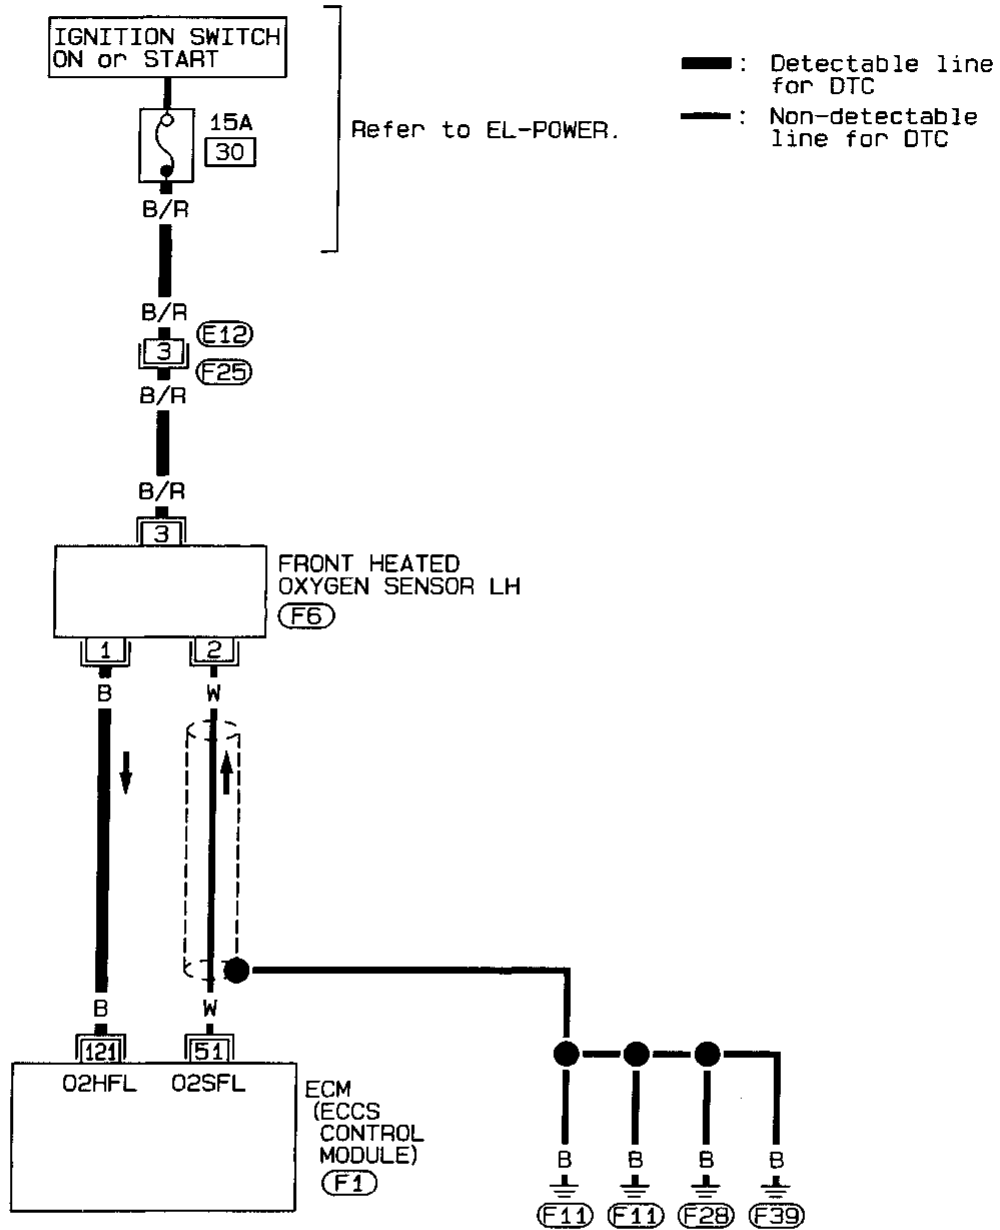 IGNITION SWITCH
ON or START
15A
30
Refer to EL-POWER.
: Detectable line
for DTC
: Non-detectable
line for DTC
B/R
B/R
E12
3
F25
B/R
B/R
3
FRONT HEATED
OXYGEN SENSOR LH
F6
1 2
B W
B W
121 51
O2HFL O2SFL
ECM
(ECCS
CONTROL
MODULE)
F1
B B B B
F11 F11 F28 F39